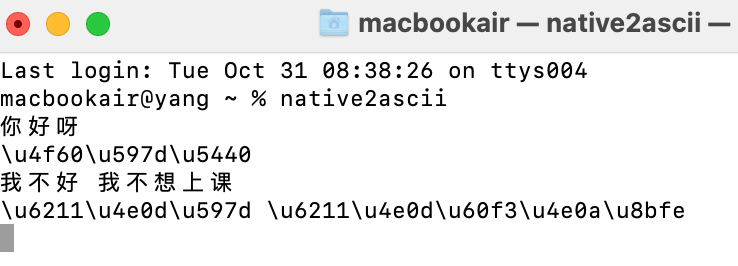 macbookair — native2ascii —
Last login: Tue Oct 31 08:38:26 on ttys004
macbookair@yang ~ % native2ascii
你好呀
\u4f60\u597d\u5440
我不好 我不想上课
\u6211\u4e0d\u597d \u6211\u4e0d\u60f3\u4e0a\u8bfe